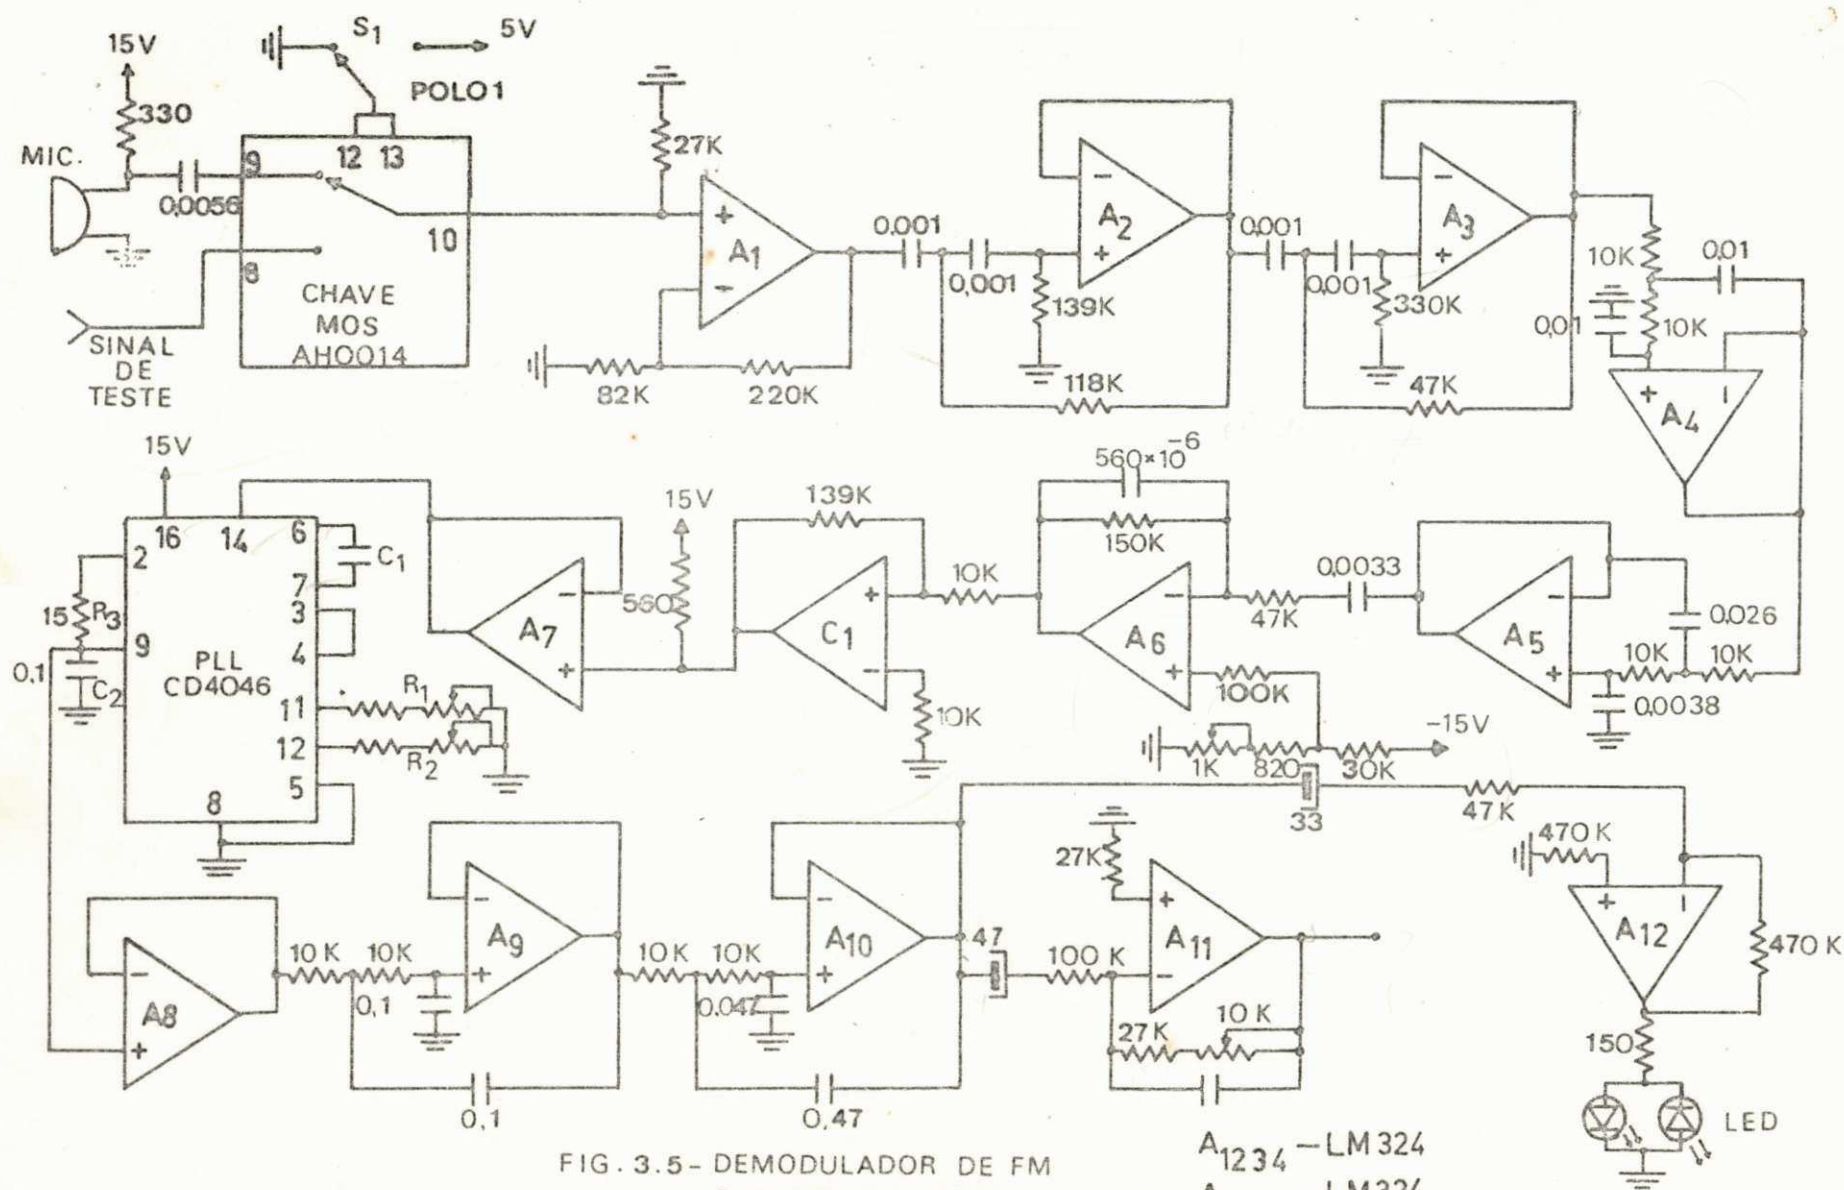 S1 5V
15V
POLO1
330
MIC.
9 12 13
0,0056
10
8
CHAVE
MOS
AH0014
SINAL
DE
TESTE
27K
+
A1
-
82K 220K
0.001
0,001
-
A2
+
139K
118K
0.001
0,001
-
A3
+
330K
47K
10K 0,01
0,01 10K
+ -
A4
15V
16 14 6
2 7 C1
15 R3 3
9 4
0,1 C2
PLL
CD4046
11 R1
12 R2
5
8
-
A7
+
15V
560
139K
+
C1
-
10K
10K
560×10-6
150K
-
A6
+
47K
0,0033
100K
1K 820 30K
-15V
-
A5
+
0.026
10K 10K
0,0038
33 47K
470K
+ -
A12
470K
150
LED
-
A8
+
10K 10K
0,1
-
A9
+
0,1
10K 10K
0.047
-
A10
+
0,47
47
27K
100K
+
A11
-
27K 10K
FIG. 3.5- DEMODULADOR DE FM
A1234 - LM324